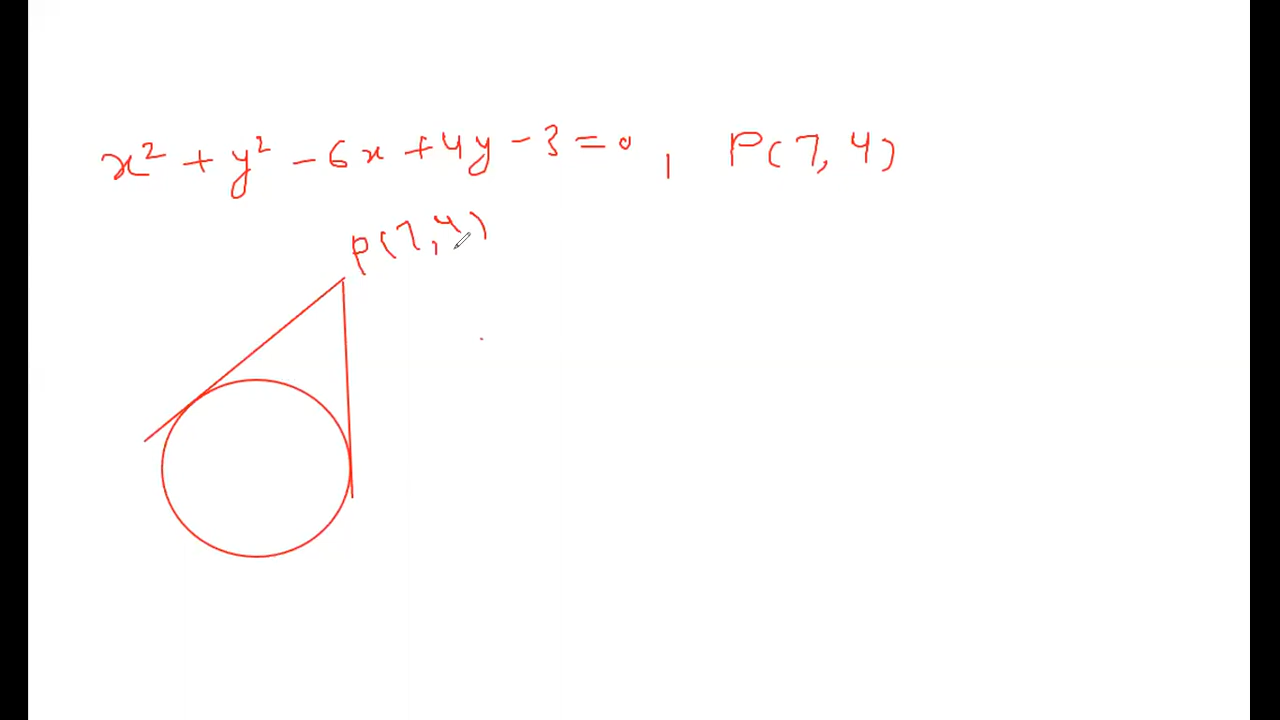 x² + y² - 6x + 4y - 3 = 0 , P(7, 4)
P(7,4)